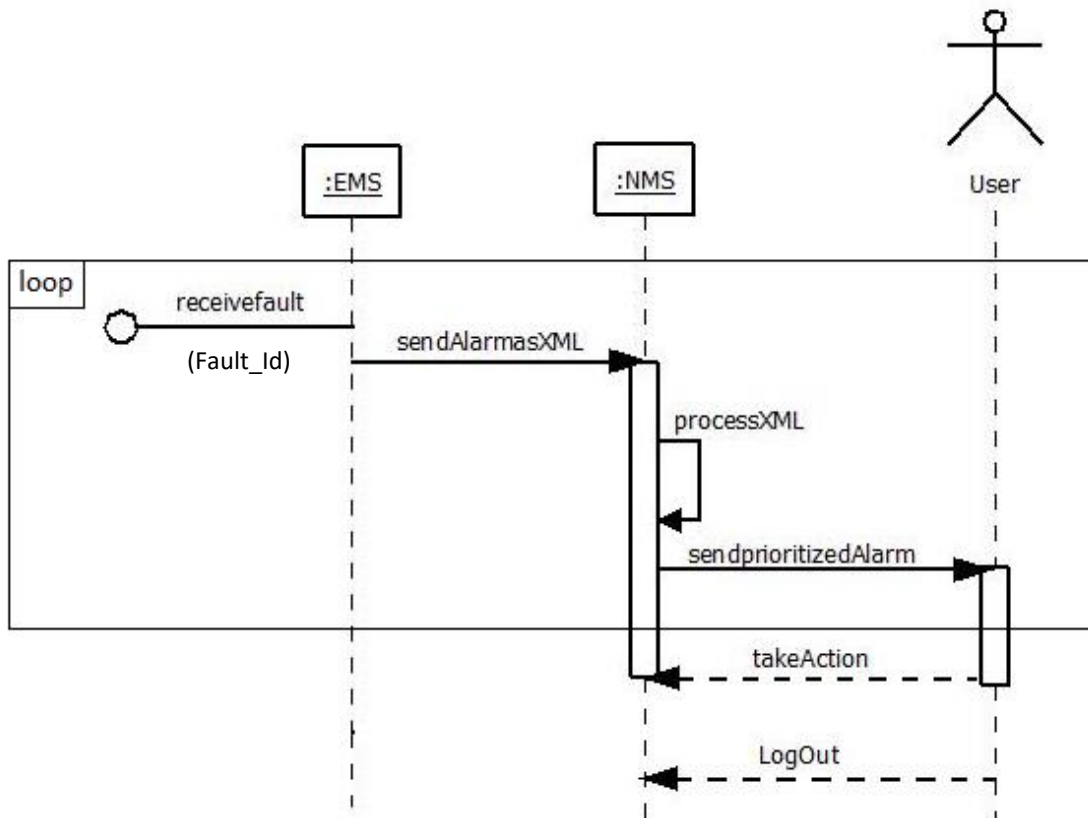 :EMS
:NMS
User
loop
receivefault
(Fault_Id)
sendAlarmasXML
processXML
sendprioritizedAlarm
takeAction
LogOut